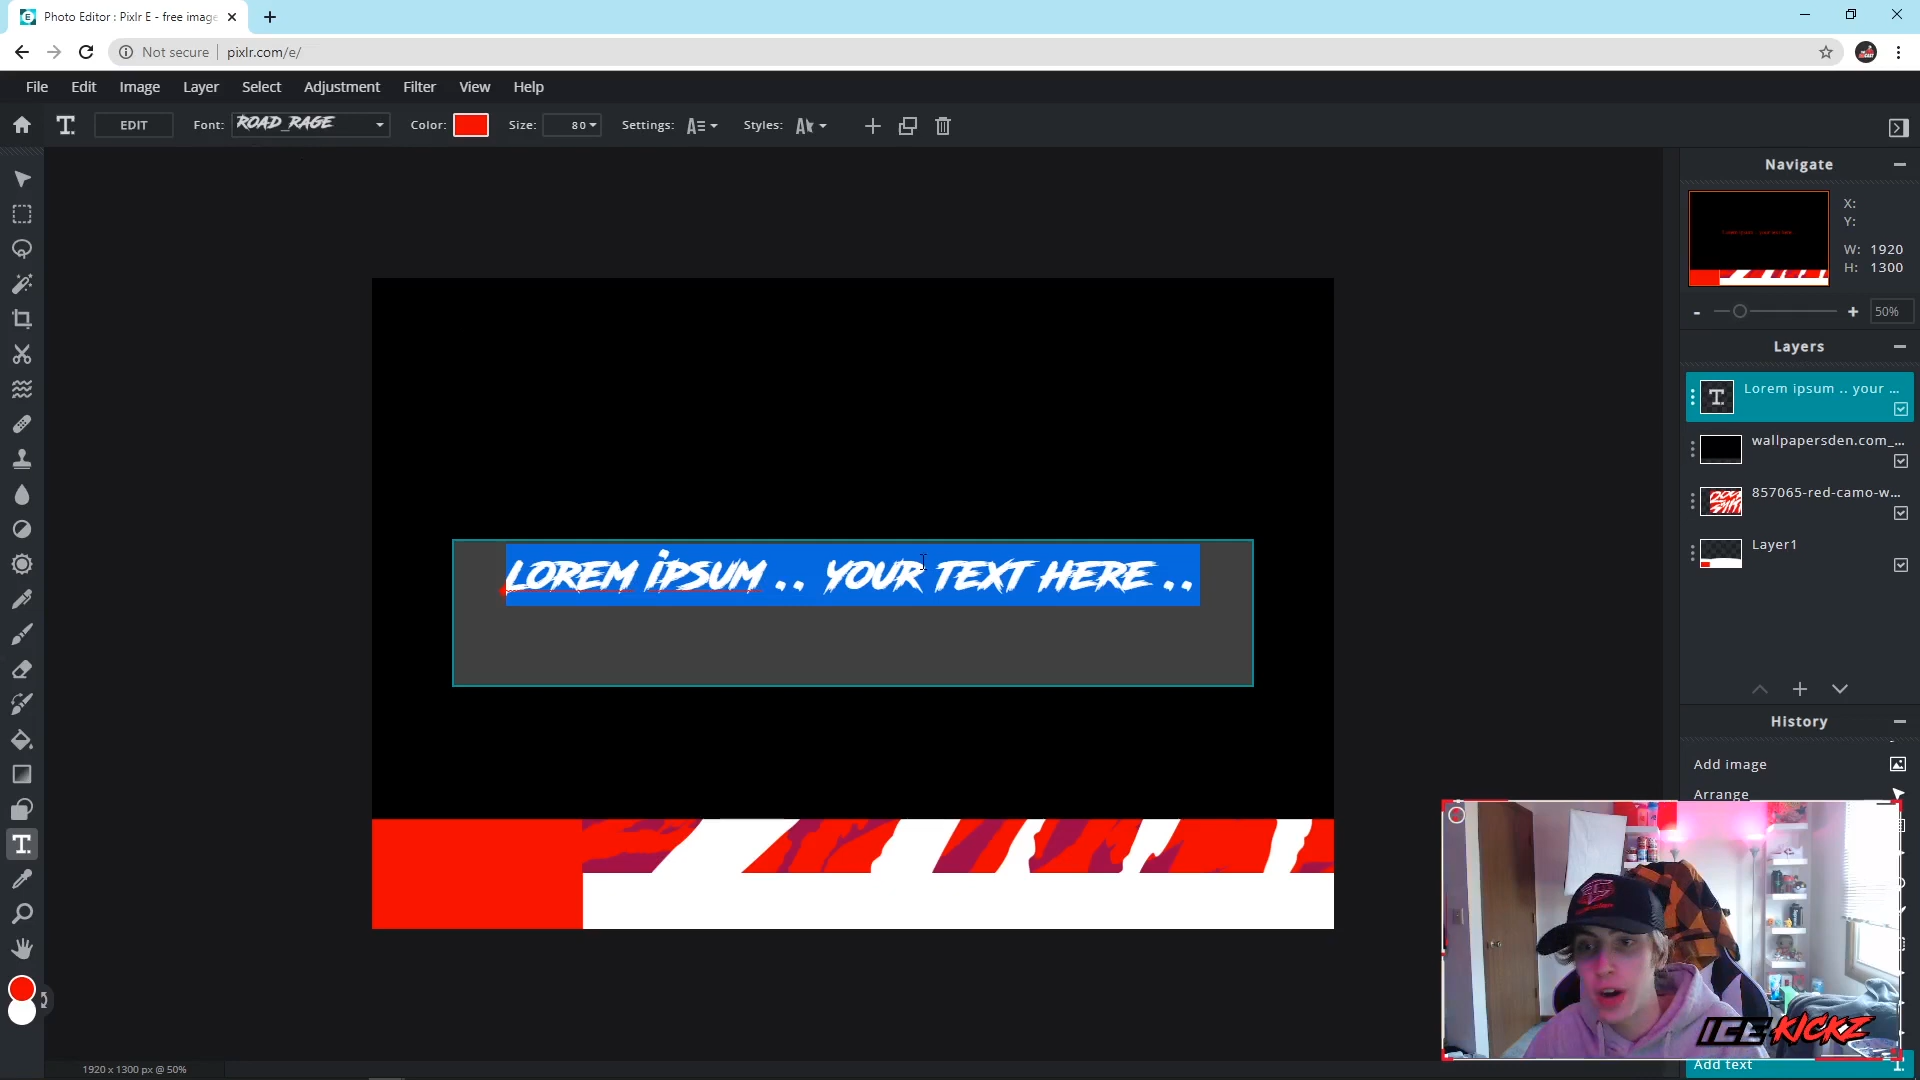 Photo Editor : Pixlr E - free image
Not secure | pixlr.com/e/
File Edit Image Layer Select Adjustment Filter View Help
T. EDIT Font: ROAD_RAGE Color: Size: 80 Settings: Styles:
Navigate
X:
Y:
W: 1920
H: 1300
- + 50%
Layers
Lorem ipsum .. your ...
wallpapersden.com_...
857065-red-camo-w...
Layer1
LOREM IPSUM .. YOUR TEXT HERE ..
History
Add image
Arrange
ICE KICKZ
Add text
1920 x 1300 px @ 50%